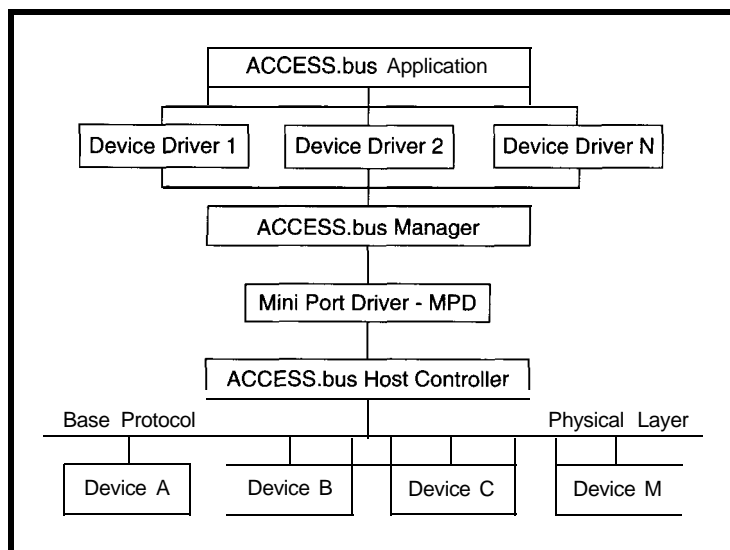 ACCESS.bus Application
Device Driver 1 Device Driver 2 Device Driver N
ACCESS.bus Manager
Mini Port Driver - MPD
ACCESS.bus Host Controller
Base Protocol Physical Layer
Device A Device B Device C Device M